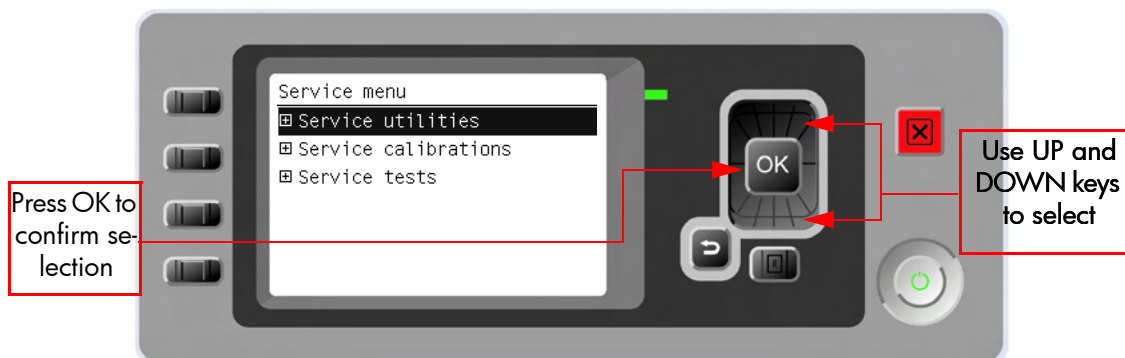 Service menu
Service utilities
Service calibrations
Service tests
OK
Press OK to
confirm se-
lection
Use UP and
DOWN keys
to select